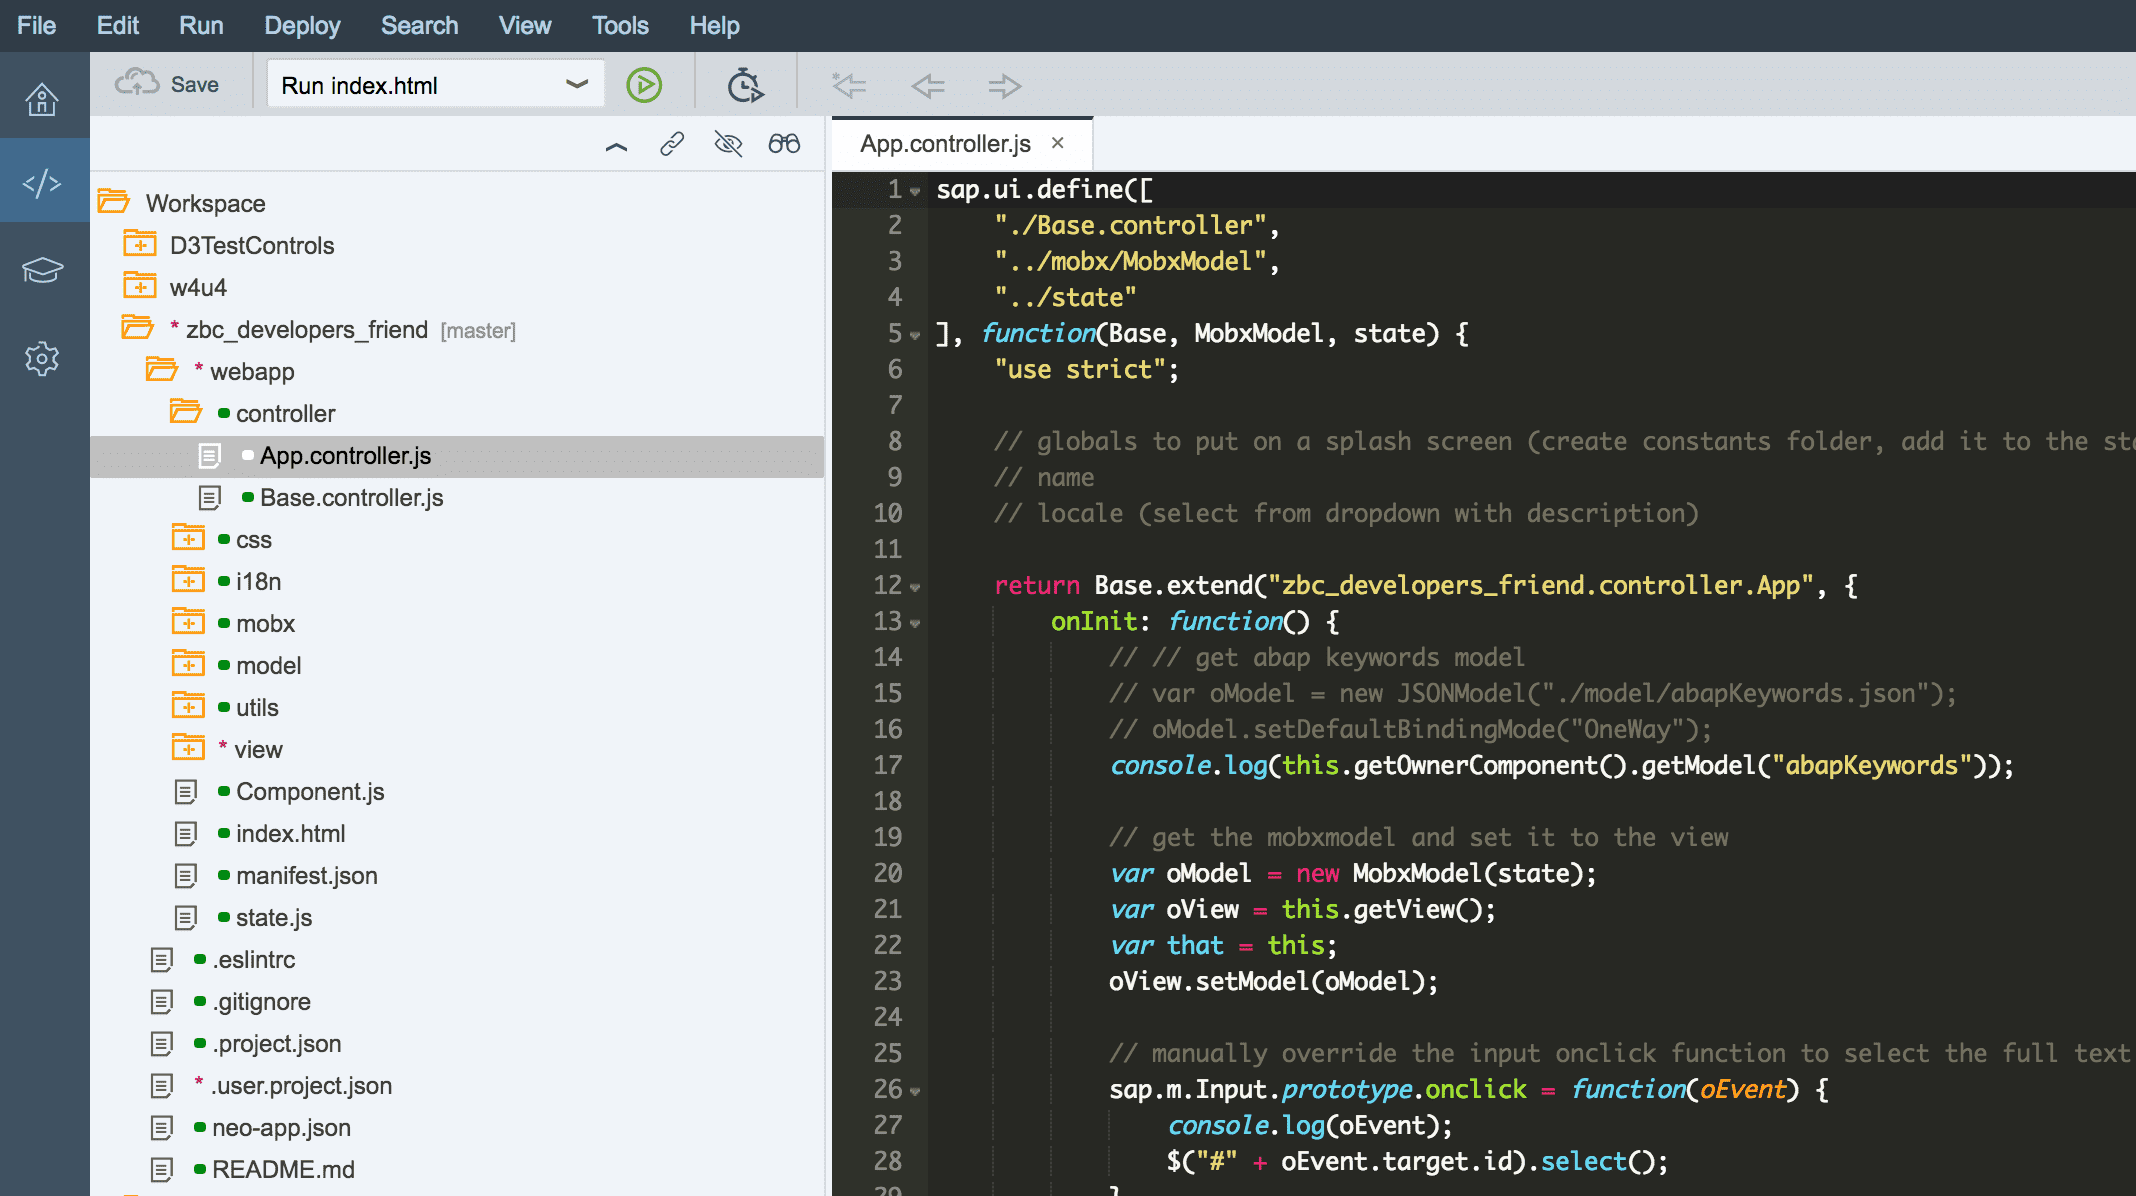 File Edit Run Deploy Search View Tools Help
Save Run index.html
App.controller.js ×
Workspace
D3TestControls
w4u4
* zbc_developers_friend [master]
* webapp
controller
App.controller.js
Base.controller.js
css
i18n
mobx
model
utils
* view
Component.js
index.html
manifest.json
state.js
.eslintrc
.gitignore
.project.json
* .user.project.json
neo-app.json
README.md
1 sap.ui.define([
2 "./Base.controller",
3 "../mobx/MobxModel",
4 "../state"
5 ], function(Base, MobxModel, state) {
6 "use strict";
7
8 // globals to put on a splash screen (create constants folder, add it to the
9 // name
10 // locale (select from dropdown with description)
11
12 return Base.extend("zbc_developers_friend.controller.App", {
13 onInit: function() {
14 // // get abap keywords model
15 // var oModel = new JSONModel("./model/abapKeywords.json");
16 // oModel.setDefaultBindingMode("OneWay");
17 console.log(this.getOwnerComponent().getModel("abapKeywords"));
18
19 // get the mobxmodel and set it to the view
20 var oModel = new MobxModel(state);
21 var oView = this.getView();
22 var that = this;
23 oView.setModel(oModel);
24
25 // manually override the input onclick function to select the full text
26 sap.m.Input.prototype.onclick = function(oEvent) {
27 console.log(oEvent);
28 $("#" + oEvent.target.id).select();